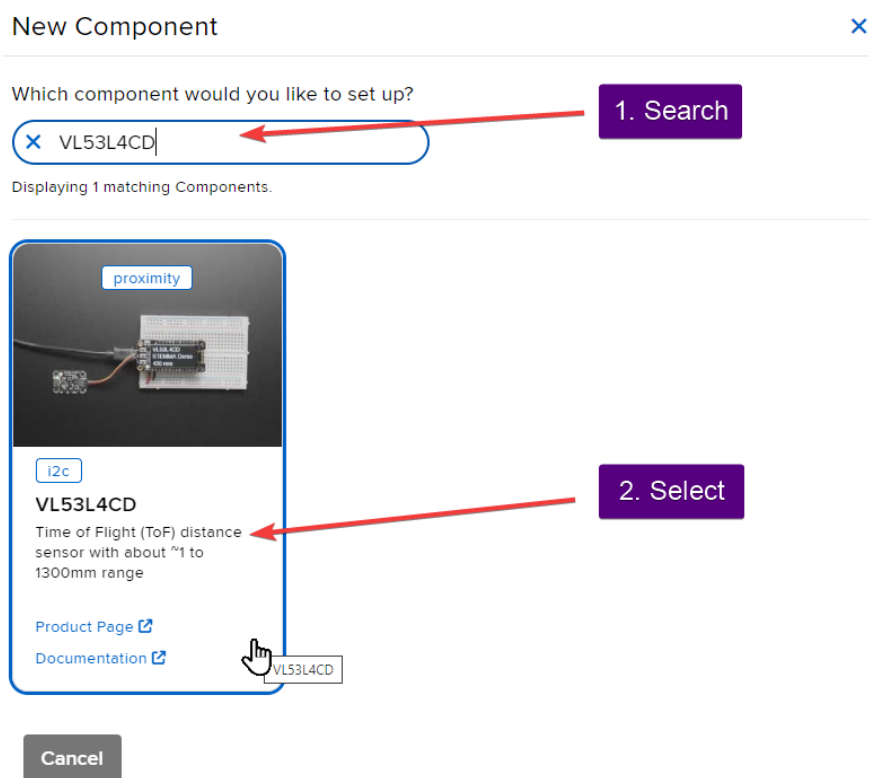 New Component
Which component would you like to set up?
1. Search
VL53L4CD
Displaying 1 matching Components.
proximity
VL53L4CD
STEMMA Demo
i2c
VL53L4CD
2. Select
Time of Flight (ToF) distance
sensor with about ~1 to
1300mm range
Product Page
Documentation
VL53L4CD
Cancel